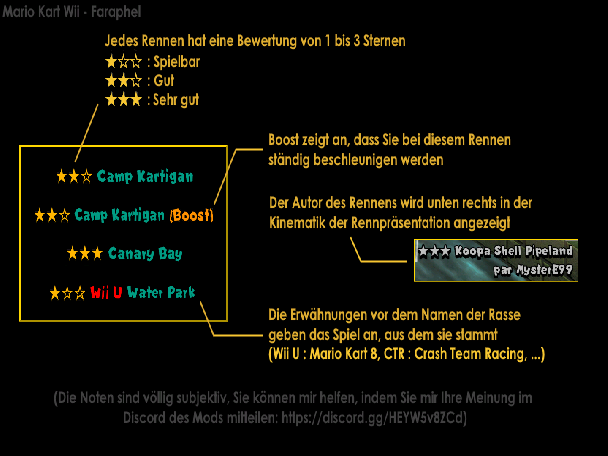 Mario Kart Wii - Faraphel
Jedes Rennen hat eine Bewertung von 1 bis 3 Sternen
★☆☆ : Spielbar
★★☆ : Gut
★★★ : Sehr gut
★★☆ Camp Kartigan
★★☆ Camp Kartigan (Boost)
★★★ Canary Bay
★☆☆ Wii U Water Park
Boost zeigt an, dass Sie bei diesem Rennen
ständig beschleunigen werden
Der Autor des Rennens wird unten rechts in der
Kinematik der Rennpräsentation angezeigt
★★★ Koopa Shell Pipeland
par MysterE99
Die Erwähnungen vor dem Namen der Rasse
geben das Spiel an, aus dem sie stammt
(Wii U : Mario Kart 8, CTR : Crash Team Racing, ...)
(Die Noten sind völlig subjektiv, Sie können mir helfen, indem Sie mir Ihre Meinung im
Discord des Mods mitteilen: https://discord.gg/HEYW5v8ZCd)